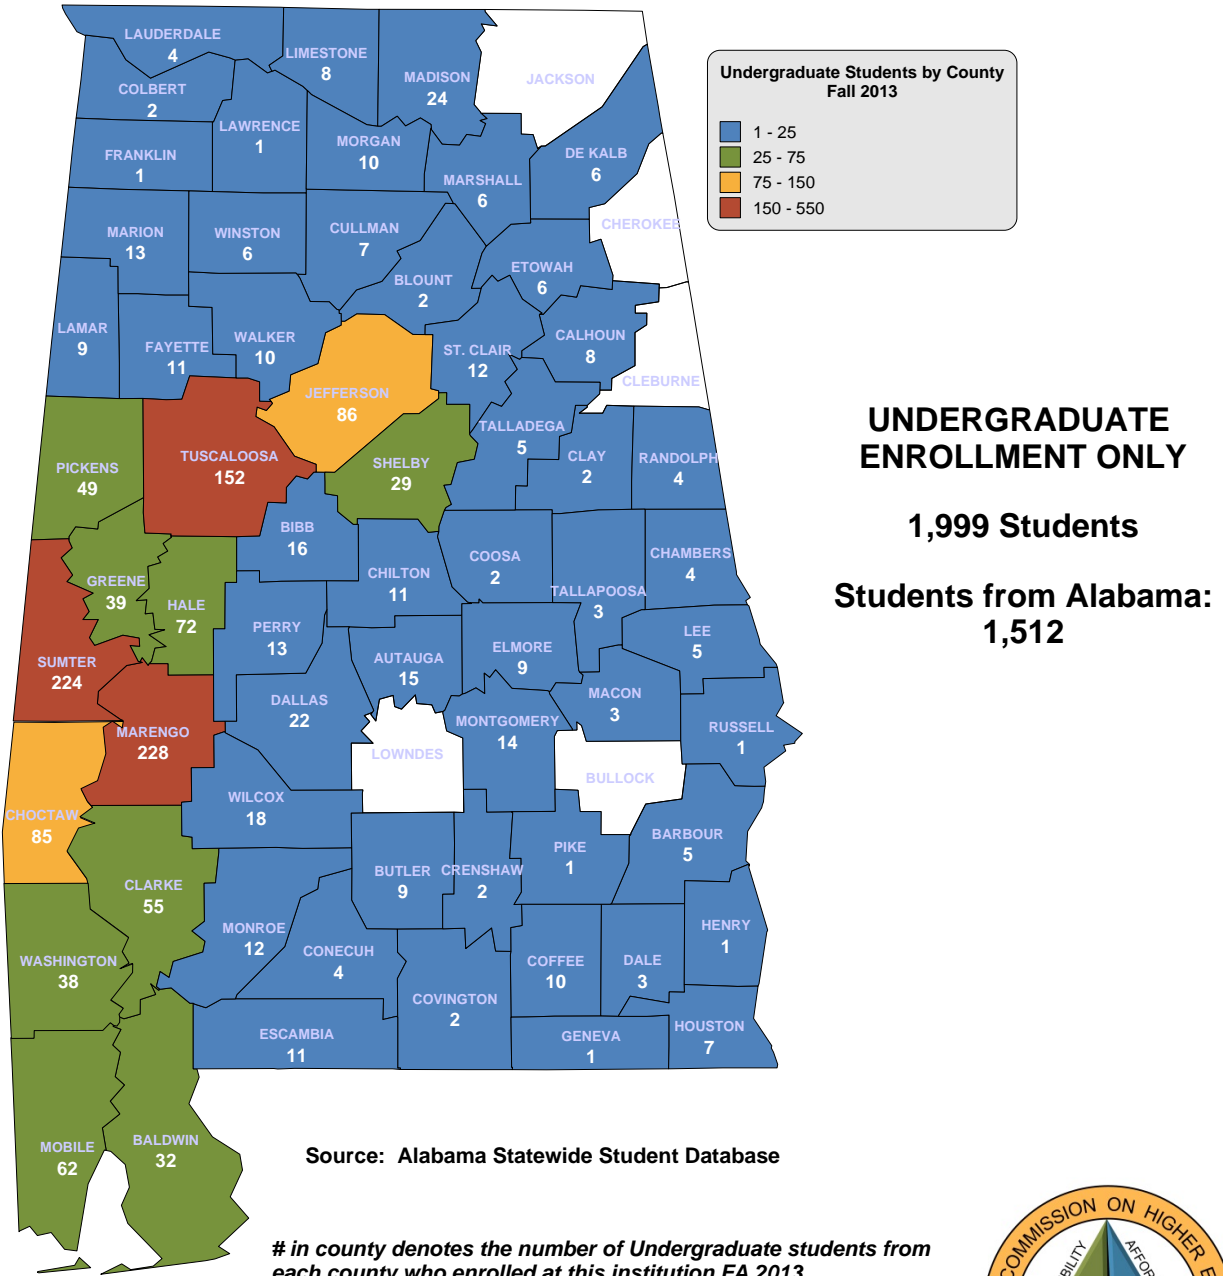 LAUDERDALE
4
LIMESTONE
8
MADISON
24
JACKSON
COLBERT
2
LAWRENCE
1
FRANKLIN
1
MORGAN
10
DE KALB
6
MARSHALL
6
CHEROKEE
MARION
13
WINSTON
6
CULLMAN
7
BLOUNT
2
ETOWAH
6
LAMAR
9
FAYETTE
11
WALKER
10
ST. CLAIR
12
CALHOUN
8
CLEBURNE
JEFFERSON
86
TUSCALOOSA
152
PICKENS
49
SHELBY
29
TALLADEGA
5
CLAY
2
RANDOLPH
4
BIBB
16
GREENE
39
HALE
72
CHILTON
11
COOSA
2
TALLAPOOSA
3
CHAMBERS
4
PERRY
13
SUMTER
224
AUTAUGA
15
ELMORE
9
LEE
5
MACON
3
DALLAS
22
MARENGO
228
LOWNDES
MONTGOMERY
14
RUSSELL
1
BULLOCK
CHOCTAW
85
WILCOX
18
BARBOUR
5
PIKE
1
BUTLER
9
CRENSHAW
2
CLARKE
55
MONROE
12
HENRY
1
CONECUH
4
WASHINGTON
38
COFFEE
10
DALE
3
COVINGTON
2
ESCAMBIA
11
GENEVA
1
HOUSTON
7
MOBILE
62
BALDWIN
32
Undergraduate Students by County
Fall 2013
1 - 25
25 - 75
75 - 150
150 - 550
UNDERGRADUATE
ENROLLMENT ONLY
1,999 Students
Students from Alabama:
1,512
Source: Alabama Statewide Student Database
# in county denotes the number of Undergraduate students from
each county who enrolled at this institution FA 2013
COMMISSION ON HIGHER